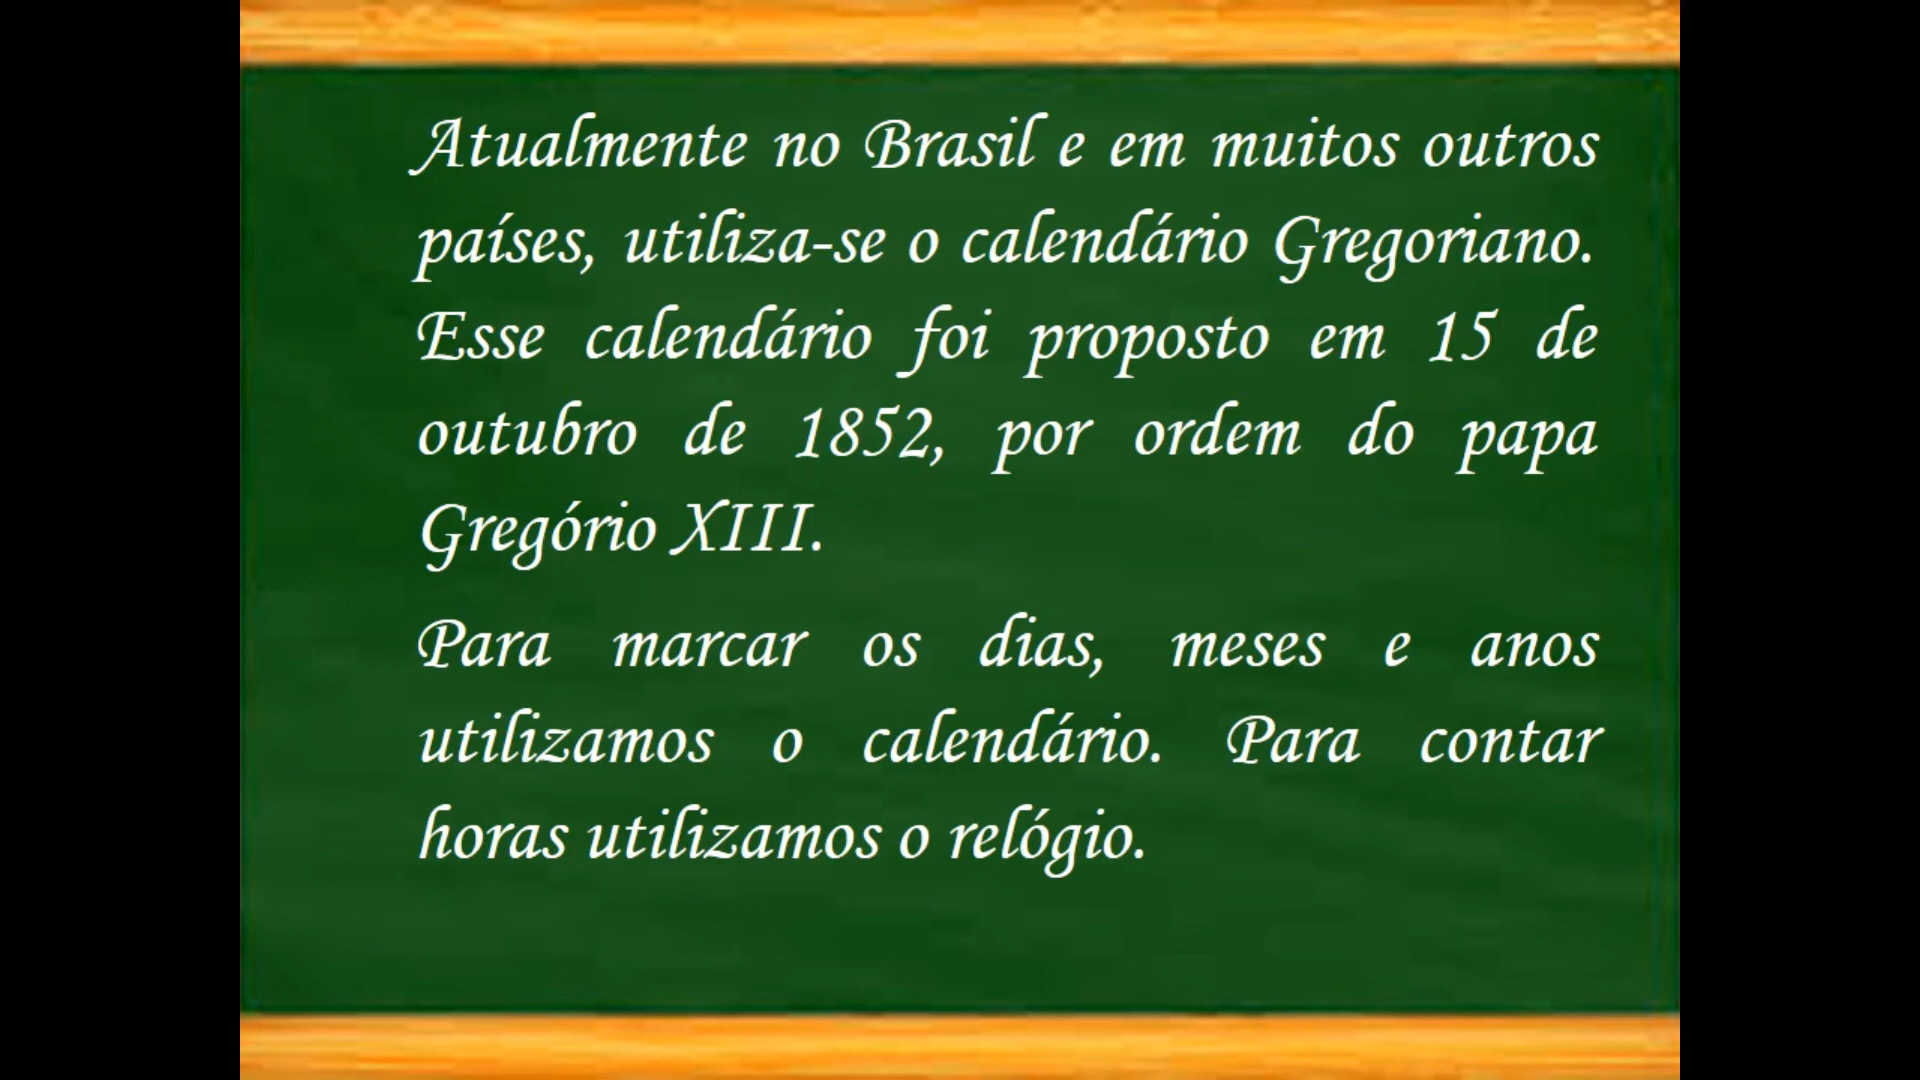 Atualmente no Brasil e em muitos outros
países, utiliza-se o calendário Gregoriano.
Esse calendário foi proposto em 15 de
outubro de 1852, por ordem do papa
Gregório XIII.
Para marcar os dias, meses e anos
utilizamos o calendário. Para contar
horas utilizamos o relógio.